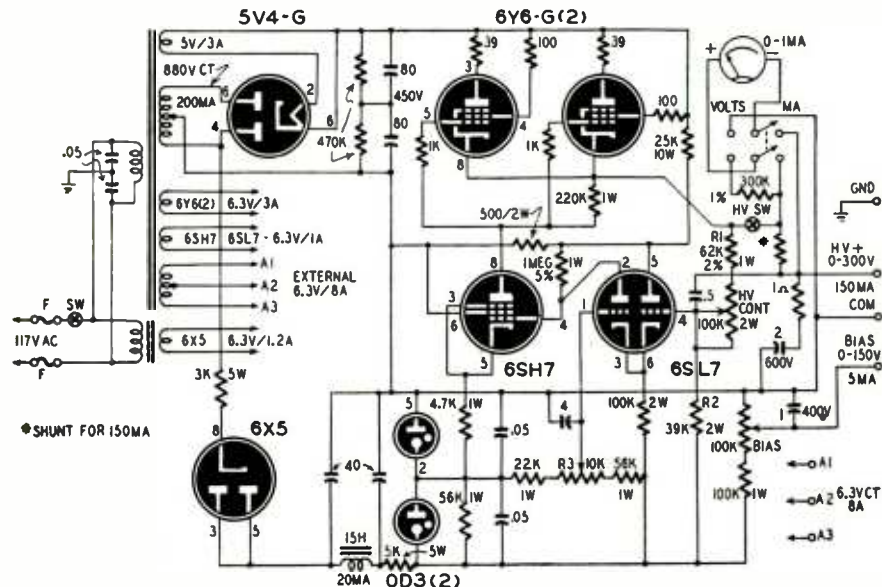 5V4-G
6Y6-G(2)
5V/3A
880V CT
200MA
6
4
2
6
470K
80
450V
80
39
100
39
3
5
4
8
1K
1K
100
25K
10W
220K
1W
+
-
0-1MA
VOLTS
MA
300K
1%
HV SW
GND
R1
62K
2%
1W
HV+
0-300V
150MA
COM
BIAS
0-150V
5MA
.05
6Y6(2)
6.3V/3A
6SH7
6SL7-6.3V/1A
A1
A2
A3
EXTERNAL
6.3V/8A
6X5
6.3V/1.2A
F
SW
117V AC
F
500/2W
1MEG
5%
1W
8
3
6
4
5
6SH7
2
5
1
4
3
6
6SL7
.5
HV
CONT
100K
2W
1Ω
2
600V
*SHUNT FOR 150MA
3K
5W
6X5
8
3
5
40
15H
20MA
5K
5W
5
2
OD3(2)
4.7K
1W
56K
1W
.05
.05
4
22K
1W
R3
10K
56K
1W
100K
2W
R2
39K
2W
100K
BIAS
100K
1W
1
400V
A1
A2
A3
6.3VCT
8A